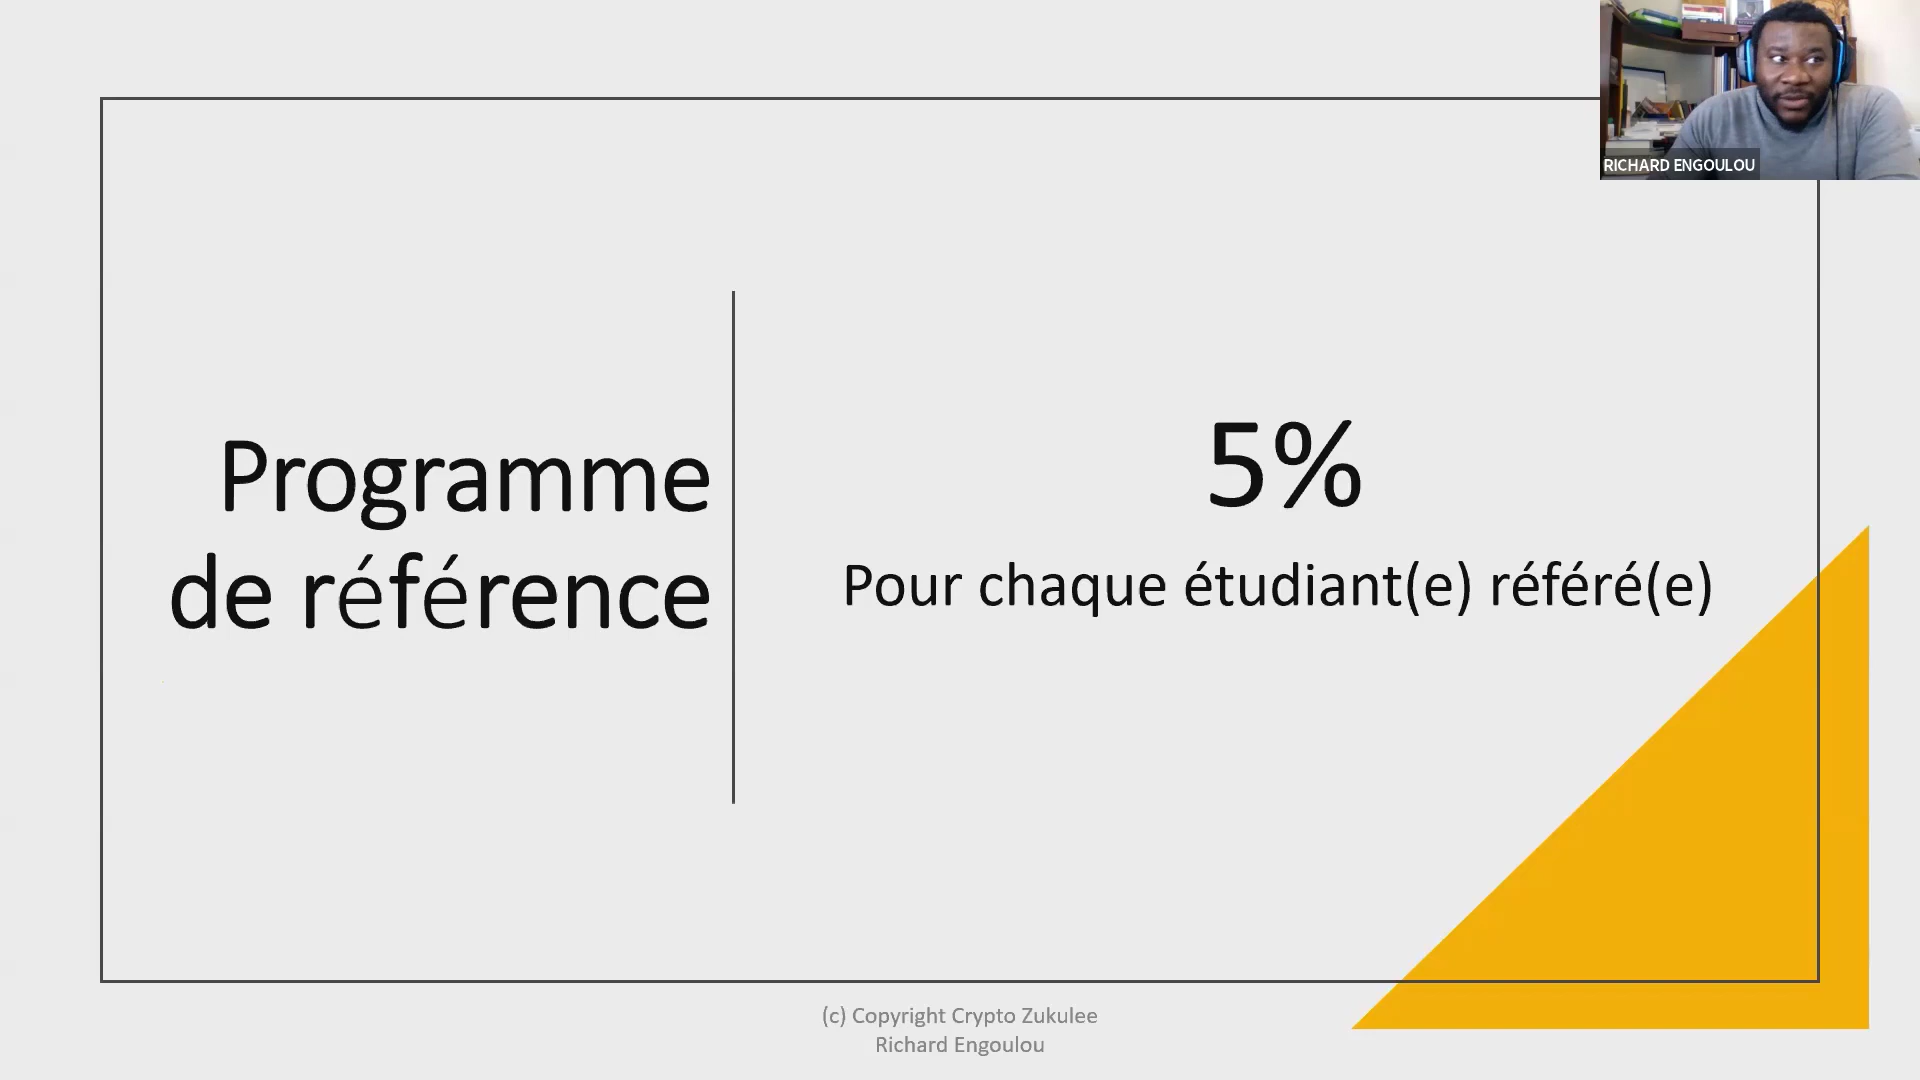 RICHARD ENGOULOU
Programme
de référence
5%
Pour chaque étudiant(e) référé(e)
(c) Copyright Crypto Zukulee
Richard Engoulou